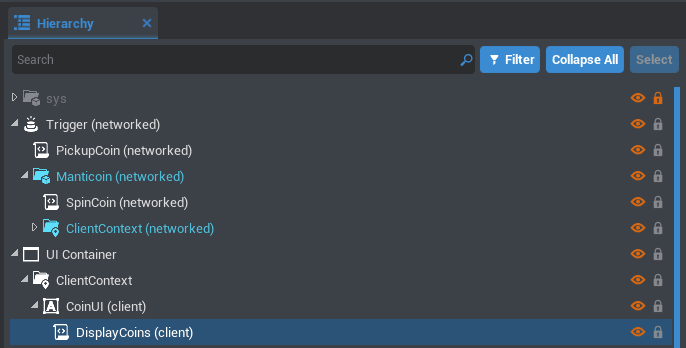 Hierarchy
Search Filter Collapse All Select
sys
Trigger (networked)
PickupCoin (networked)
Manticoin (networked)
SpinCoin (networked)
ClientContext (networked)
UI Container
ClientContext
CoinUI (client)
DisplayCoins (client)